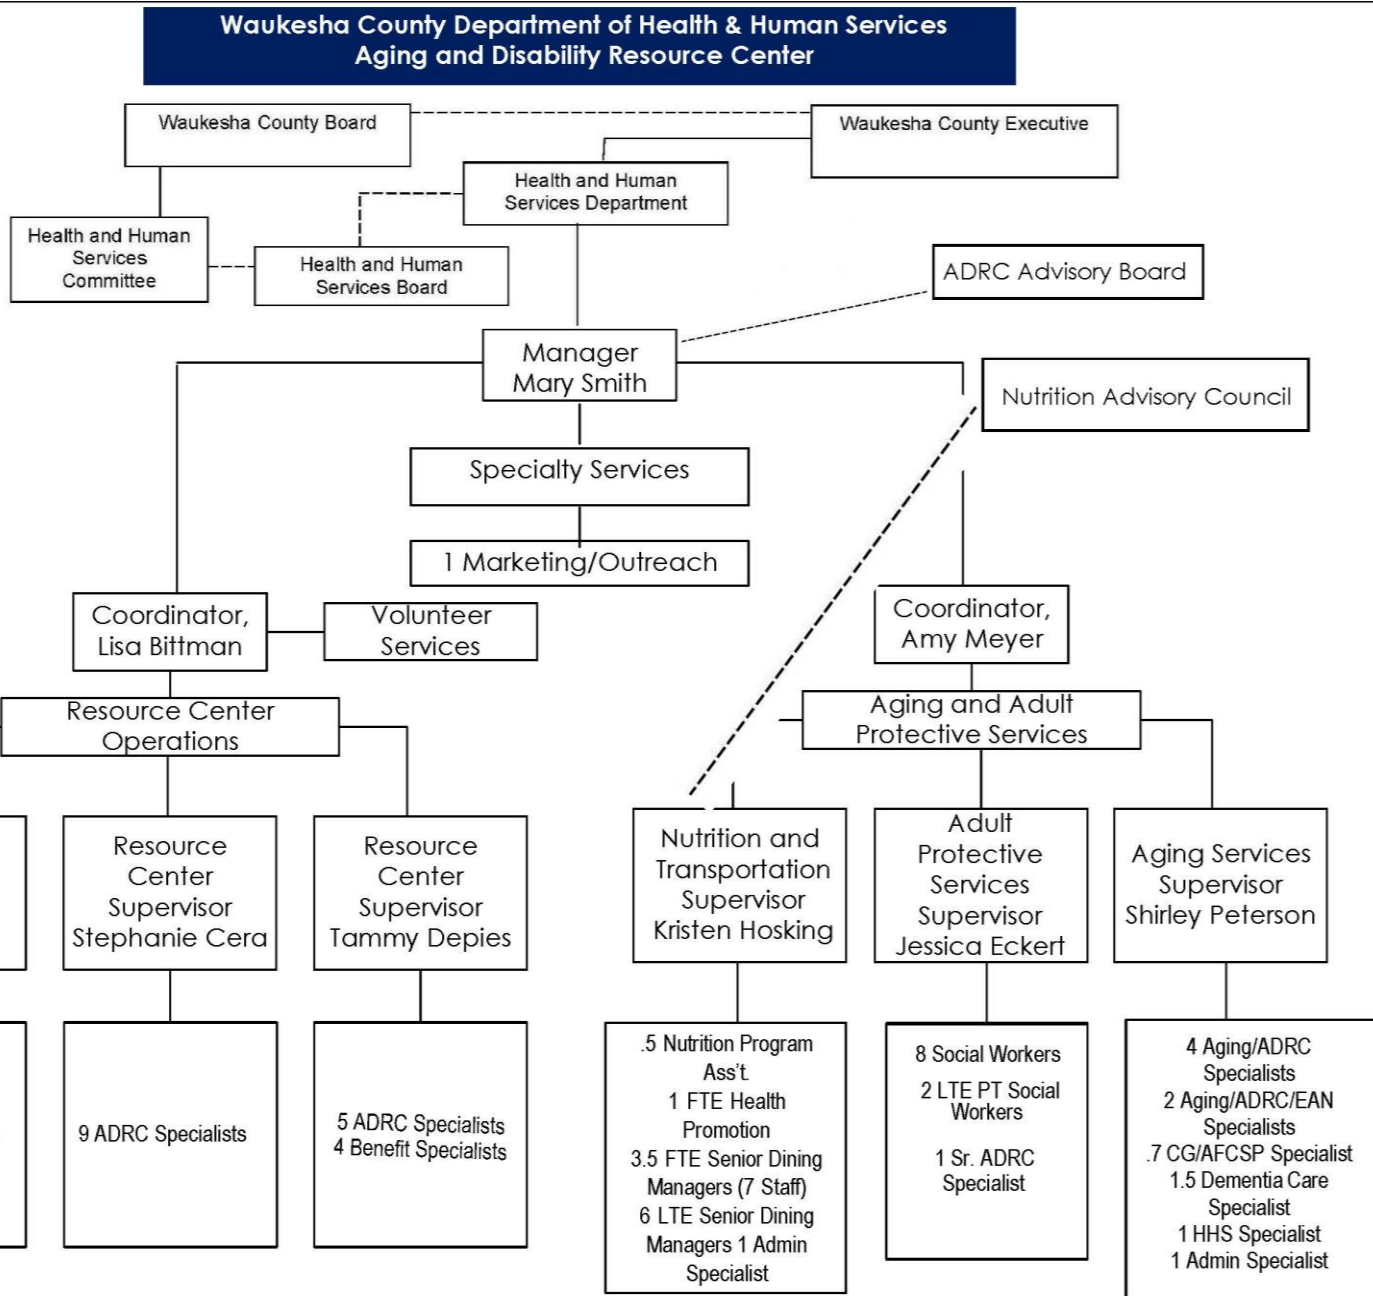 Waukesha County Department of Health & Human Services
Aging and Disability Resource Center
Waukesha County Board
Waukesha County Executive
Health and Human
Services Department
Health and Human
Services
Committee
Health and Human
Services Board
ADRC Advisory Board
Manager
Mary Smith
Nutrition Advisory Council
Specialty Services
1 Marketing/Outreach
Coordinator,
Lisa Bittman
Volunteer
Services
Coordinator,
Amy Meyer
Resource Center
Operations
Aging and Adult
Protective Services
Resource
Center
Supervisor
Stephanie Cera
Resource
Center
Supervisor
Tammy Depies
Nutrition and
Transportation
Supervisor
Kristen Hosking
Adult
Protective
Services
Supervisor
Jessica Eckert
Aging Services
Supervisor
Shirley Peterson
9 ADRC Specialists
5 ADRC Specialists
4 Benefit Specialists
.5 Nutrition Program
Ass't.
1 FTE Health
Promotion
3.5 FTE Senior Dining
Managers (7 Staff)
6 LTE Senior Dining
Managers 1 Admin
Specialist
8 Social Workers
2 LTE PT Social
Workers
1 Sr. ADRC
Specialist
4 Aging/ADRC
Specialists
2 Aging/ADRC/EAN
Specialists
.7 CG/AFCSP Specialist
1.5 Dementia Care
Specialist
1 HHS Specialist
1 Admin Specialist